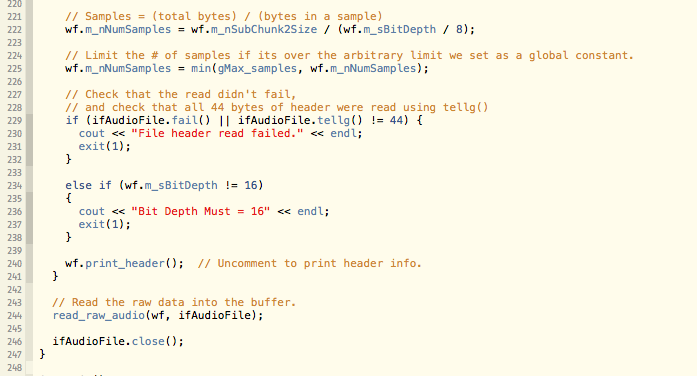 220
221 // Samples = (total bytes) / (bytes in a sample)
222 wf.m_nNumSamples = wf.m_nSubChunk2Size / (wf.m_sBitDepth / 8);
223
224 // Limit the # of samples if its over the arbitrary limit we set as a global constant.
225 wf.m_nNumSamples = min(gMax_samples, wf.m_nNumSamples);
226
227 // Check that the read didn't fail,
228 // and check that all 44 bytes of header were read using tellg()
229 if (ifAudioFile.fail() || ifAudioFile.tellg() != 44) {
230 cout << "File header read failed." << endl;
231 exit(1);
232 }
233
234 else if (wf.m_sBitDepth != 16)
235 {
236 cout << "Bit Depth Must = 16" << endl;
237 exit(1);
238 }
239
240 wf.print_header(); // Uncomment to print header info.
241 }
242
243 // Read the raw data into the buffer.
244 read_raw_audio(wf, ifAudioFile);
245
246 ifAudioFile.close();
247 }
248